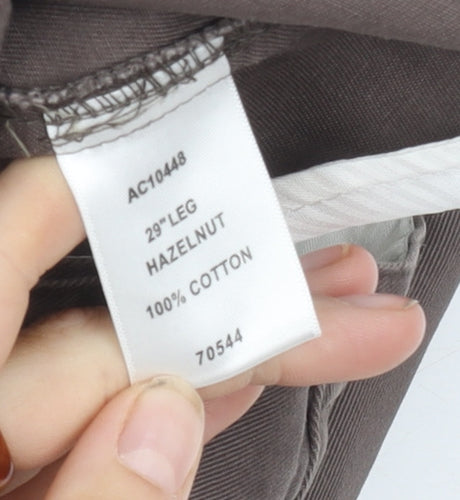 AC10448
29" LEG
HAZELNUT
100% COTTON
70544